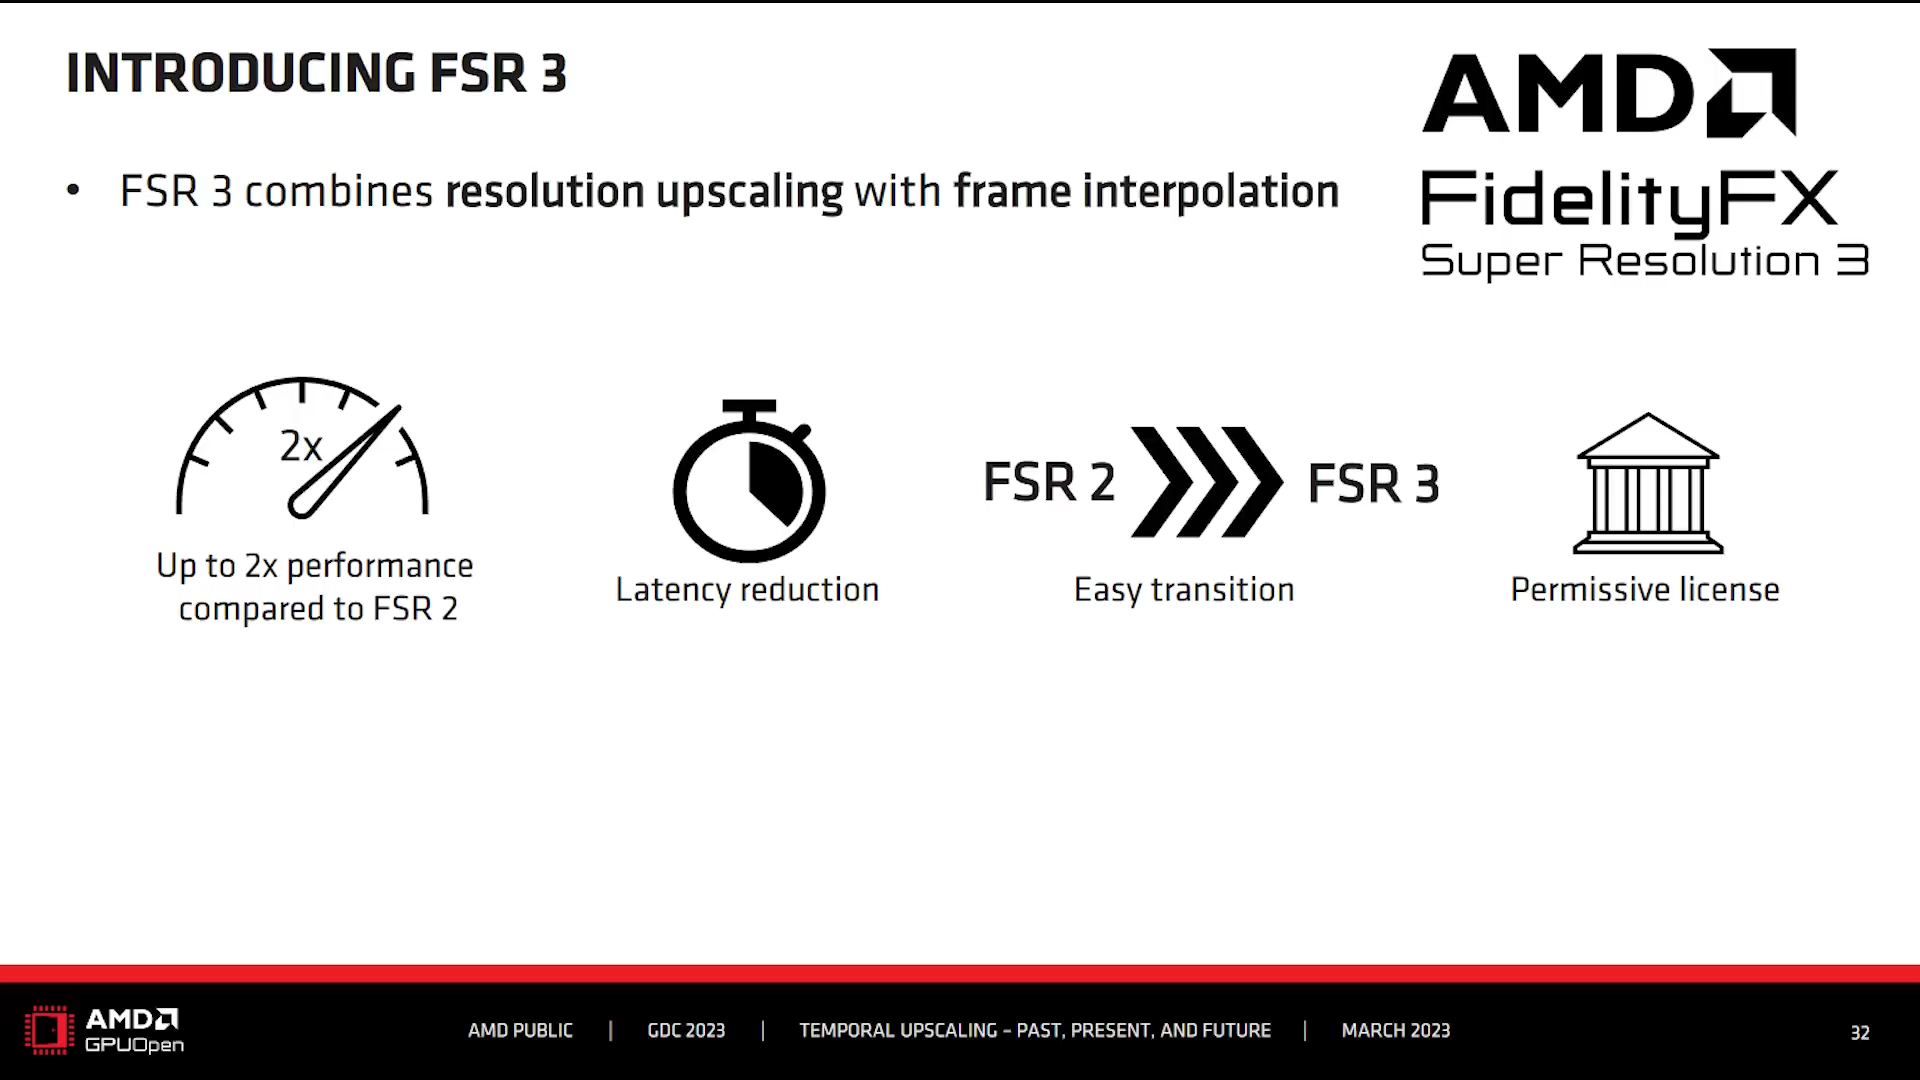 INTRODUCING FSR 3
AMD
FidelityFX
Super Resolution 3
• FSR 3 combines resolution upscaling with frame interpolation
2x
Up to 2x performance
compared to FSR 2
Latency reduction
FSR 2 FSR 3
Easy transition
Permissive license
AMD
GPUOpen
AMD PUBLIC | GDC 2023 | TEMPORAL UPSCALING – PAST, PRESENT, AND FUTURE | MARCH 2023
32